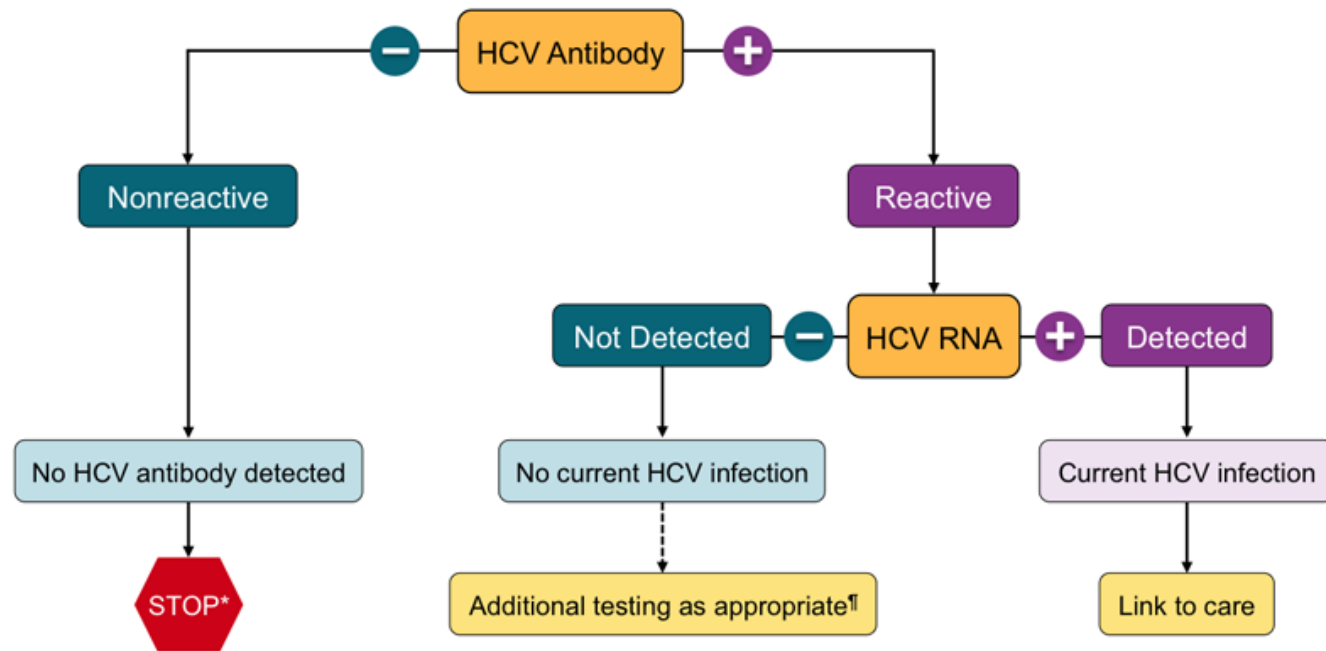 HCV Antibody
Nonreactive
Reactive
Not Detected
HCV RNA
Detected
No HCV antibody detected
No current HCV infection
Current HCV infection
STOP*
Additional testing as appropriate¶
Link to care